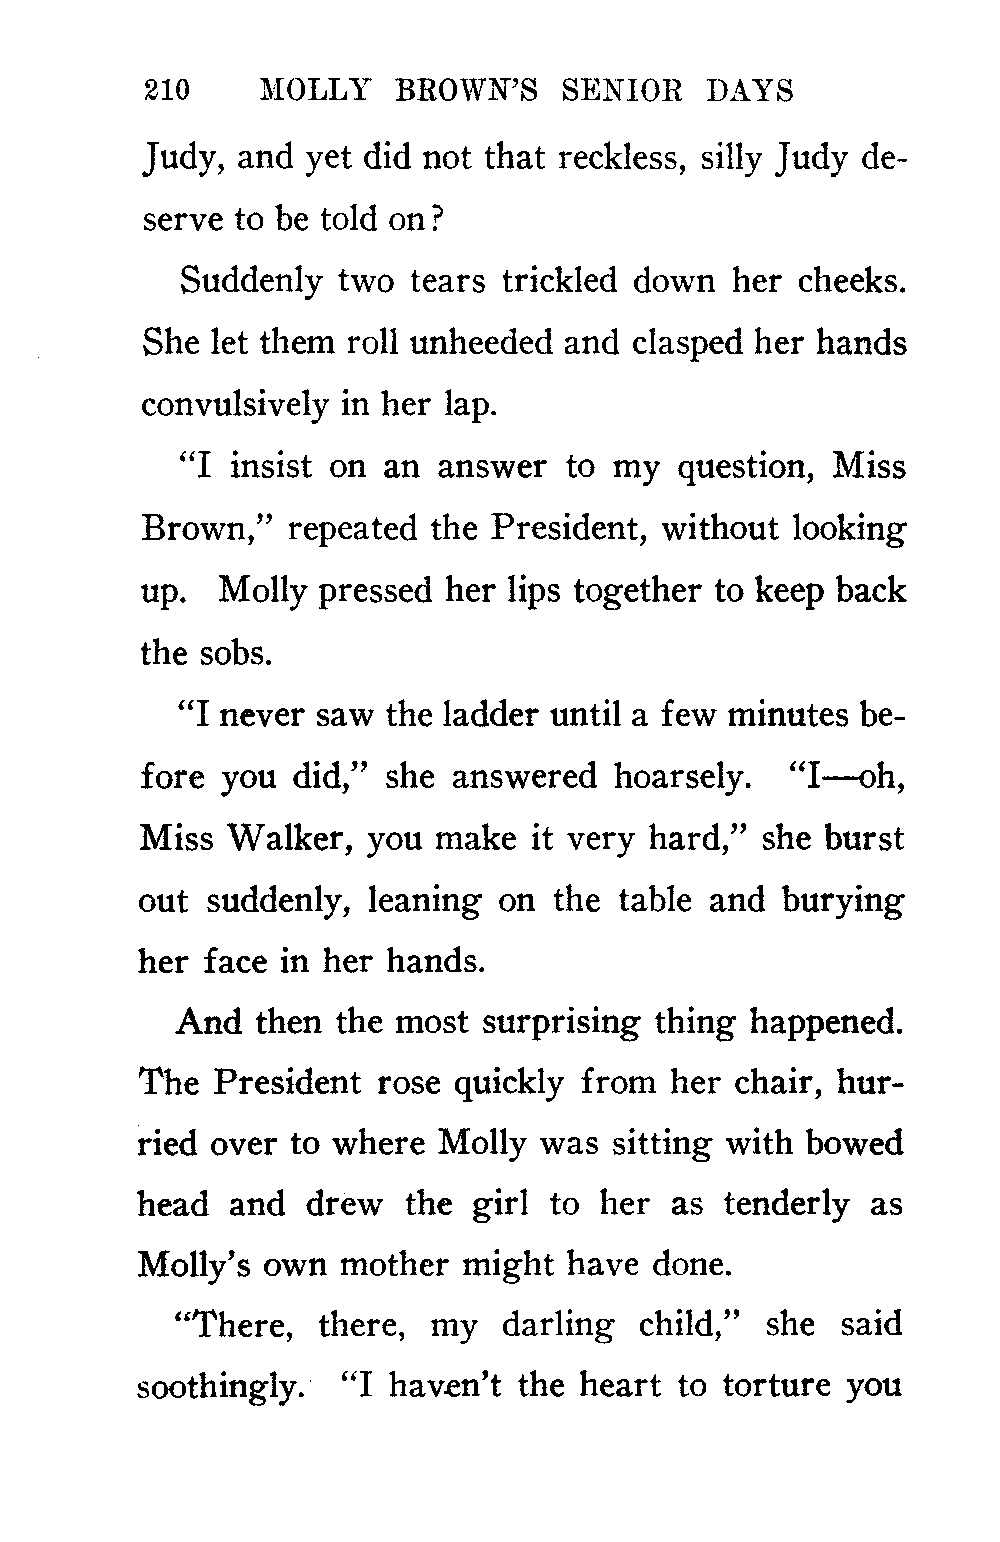 210 MOLLY BROWN'S SENIOR DAYS
Judy, and yet did not that reckless, silly Judy de-
serve to be told on?
Suddenly two tears trickled down her cheeks.
She let them roll unheeded and clasped her hands
convulsively in her lap.
“I insist on an answer to my question, Miss
Brown,” repeated the President, without looking
up. Molly pressed her lips together to keep back
the sobs.
“I never saw the ladder until a few minutes be-
fore you did,” she answered hoarsely. “I—oh,
Miss Walker, you make it very hard,” she burst
out suddenly, leaning on the table and burying
her face in her hands.
And then the most surprising thing happened.
The President rose quickly from her chair, hur-
ried over to where Molly was sitting with bowed
head and drew the girl to her as tenderly as
Molly's own mother might have done.
“There, there, my darling child,” she said
soothingly. “I haven't the heart to torture you